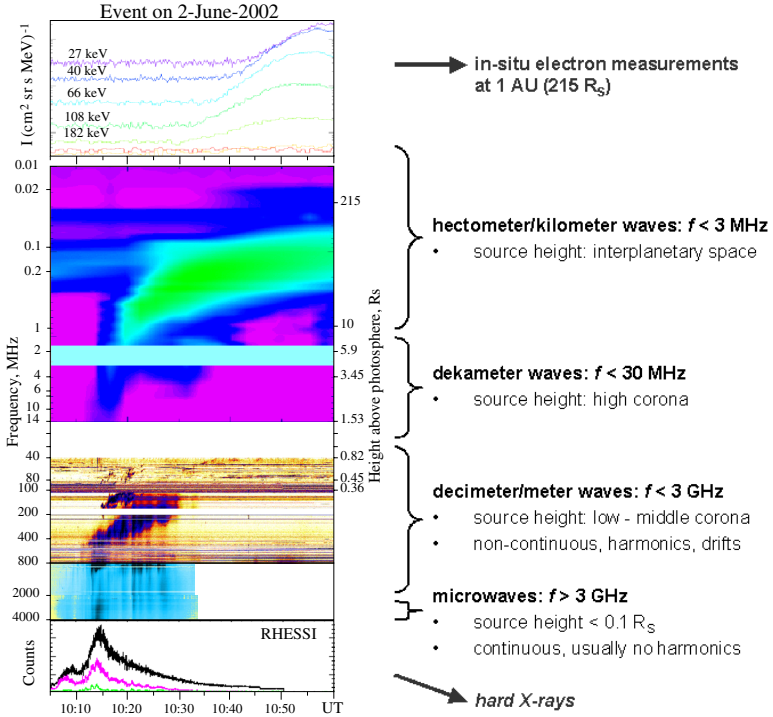 Event on 2-June-2002
I (cm² sr s MeV)⁻¹
27 keV
40 keV
66 keV
108 keV
182 keV
Frequency, MHz
0.01
0.02
0.1
0.2
1
2
4
6
10
14
40
80
100
200
400
800
2000
4000
Height above photosphere, Rs
215
10
5.9
3.45
1.53
0.82
0.45
0.36
Counts
RHESSI
10:10 10:20 10:30 10:40 10:50 UT
in-situ electron measurements
at 1 AU (215 R_S)
hectometer/kilometer waves: f < 3 MHz
• source height: interplanetary space
dekameter waves: f < 30 MHz
• source height: high corona
decimeter/meter waves: f < 3 GHz
• source height: low - middle corona
• non-continuous, harmonics, drifts
microwaves: f > 3 GHz
• source height < 0.1 R_S
• continuous, usually no harmonics
hard X-rays